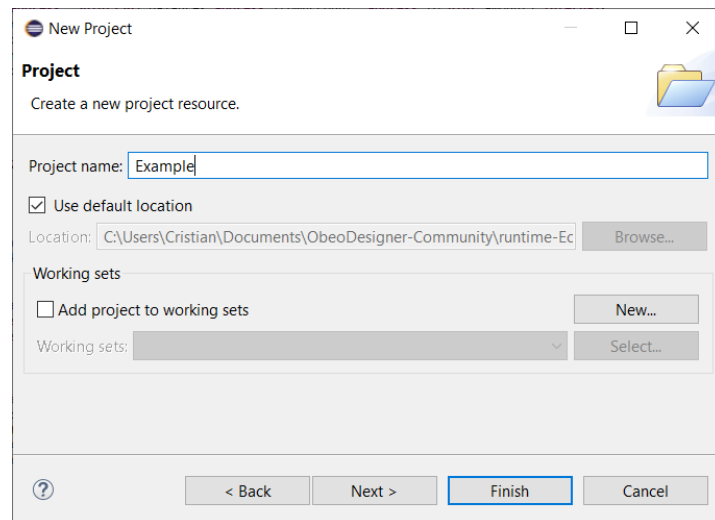 New Project
Project
Create a new project resource.
Project name: Example
Use default location
Location: C:\Users\Cristian\Documents\ObeoDesigner-Community\runtime-Ec Browse...
Working sets
Add project to working sets New...
Working sets: Select...
? < Back Next > Finish Cancel